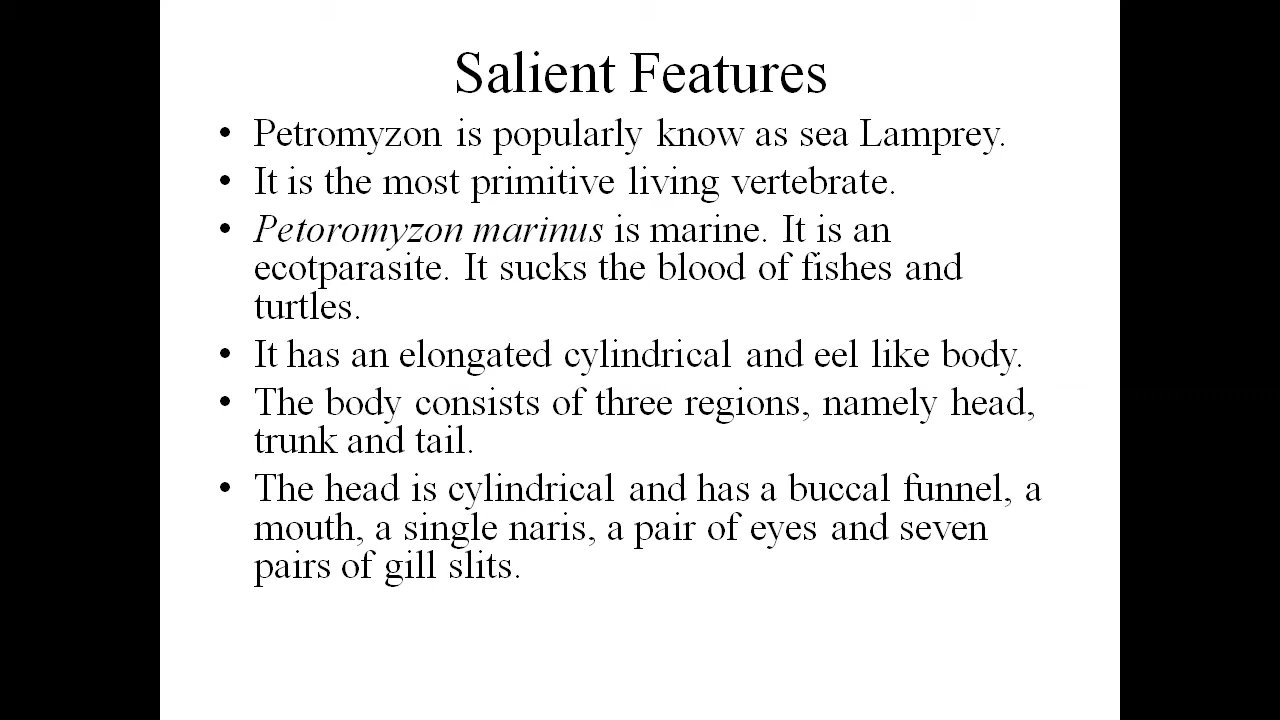 Salient Features
• Petromyzon is popularly know as sea Lamprey.
• It is the most primitive living vertebrate.
• Petoromyzon marinus is marine. It is an
ecotparasite. It sucks the blood of fishes and
turtles.
• It has an elongated cylindrical and eel like body.
• The body consists of three regions, namely head,
trunk and tail.
• The head is cylindrical and has a buccal funnel, a
mouth, a single naris, a pair of eyes and seven
pairs of gill slits.